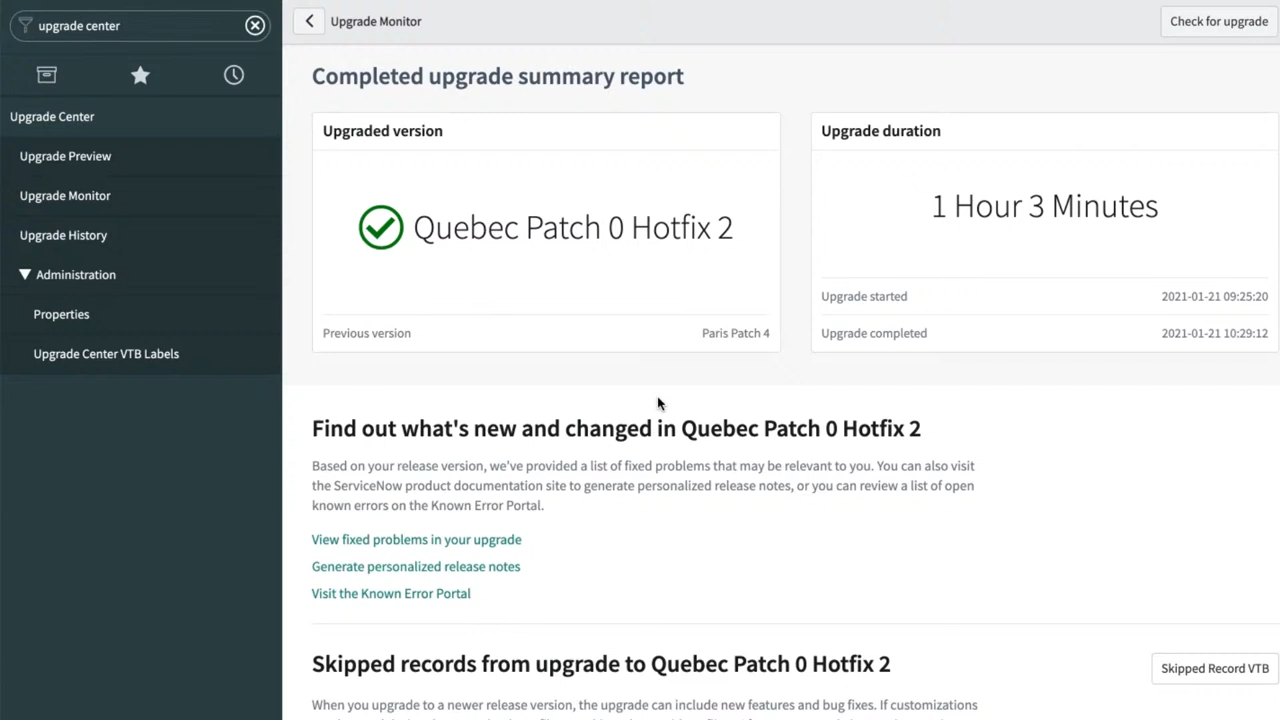 upgrade center
Upgrade Center
Upgrade Preview
Upgrade Monitor
Upgrade History
Administration
Properties
Upgrade Center VTB Labels
Upgrade Monitor
Check for upgrade
Completed upgrade summary report
Upgraded version
Quebec Patch 0 Hotfix 2
Previous version
Paris Patch 4
Upgrade duration
1 Hour 3 Minutes
Upgrade started
2021-01-21 09:25:20
Upgrade completed
2021-01-21 10:29:12
Find out what's new and changed in Quebec Patch 0 Hotfix 2
Based on your release version, we've provided a list of fixed problems that may be relevant to you. You can also visit
the ServiceNow product documentation site to generate personalized release notes, or you can review a list of open
known errors on the Known Error Portal.
View fixed problems in your upgrade
Generate personalized release notes
Visit the Known Error Portal
Skipped records from upgrade to Quebec Patch 0 Hotfix 2
Skipped Record VTB
When you upgrade to a newer release version, the upgrade can include new features and bug fixes. If customizations